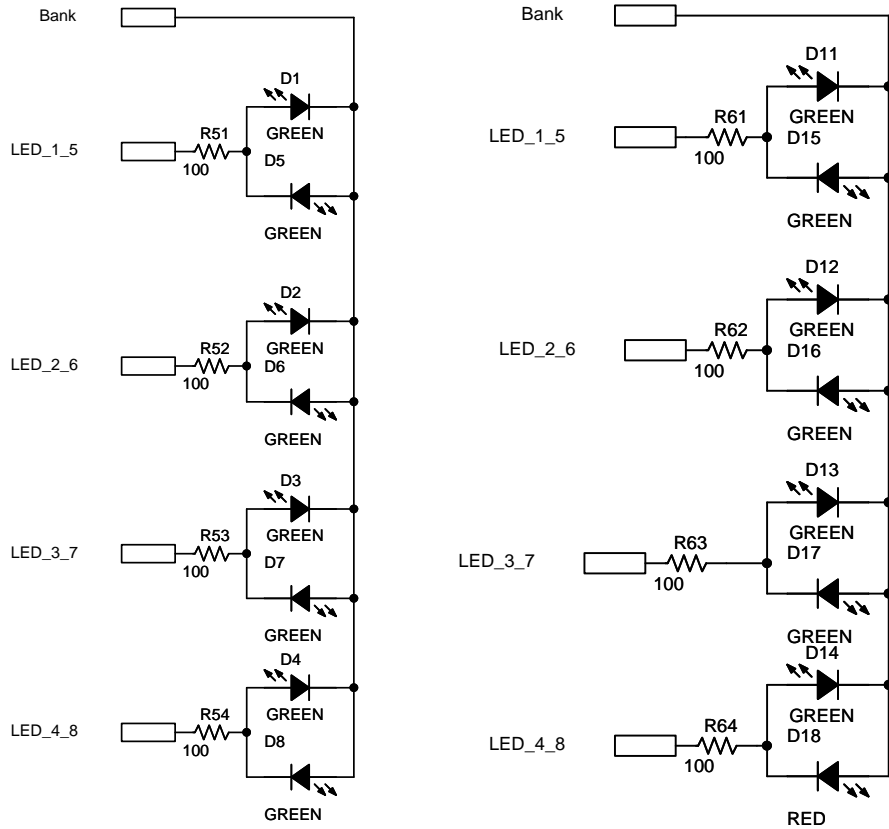 Bank
D1
GREEN
R51
LED_1_5
100
D5
GREEN
D2
GREEN
R52
LED_2_6
100
D6
GREEN
D3
GREEN
R53
LED_3_7
100
D7
GREEN
D4
GREEN
R54
LED_4_8
100
D8
GREEN
Bank
D11
GREEN
R61
LED_1_5
100
D15
GREEN
D12
GREEN
R62
LED_2_6
100
D16
GREEN
D13
GREEN
R63
LED_3_7
100
D17
GREEN
D14
GREEN
R64
LED_4_8
100
D18
RED